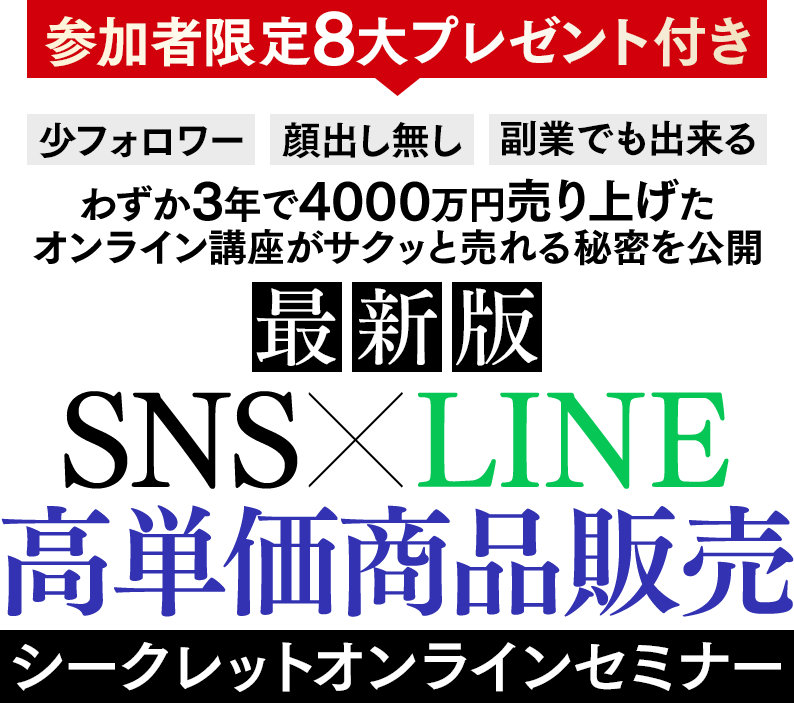 参加者限定8大プレゼント付き
少フォロワー 顔出し無し 副業でも出来る
わずか3年で4000万円売り上げた
オンライン講座がサクッと売れる秘密を公開
最新版
SNS×LINE
高単価商品販売
シークレットオンラインセミナー